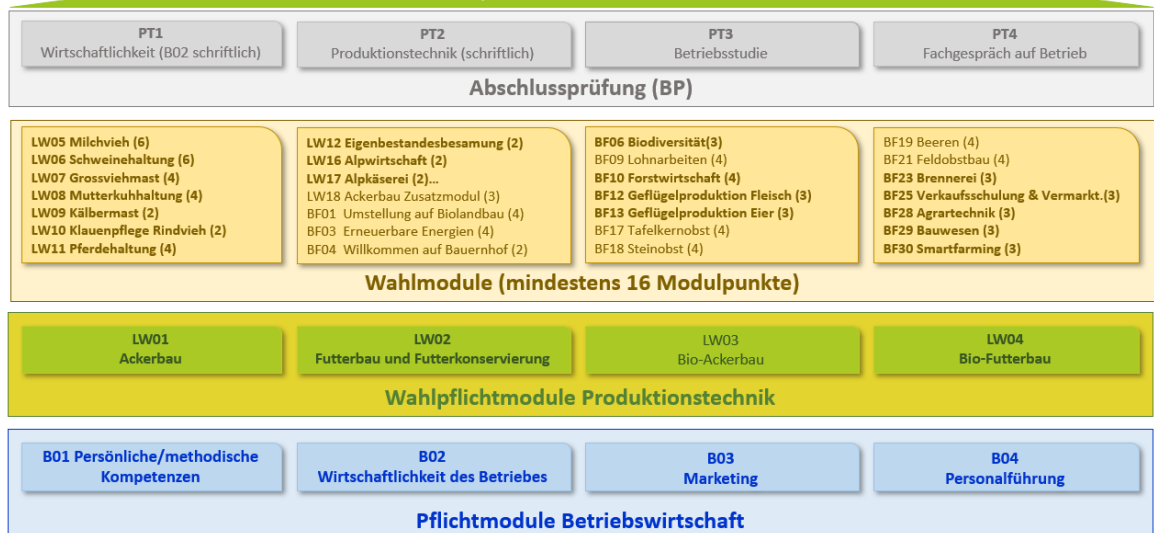 PT1
Wirtschaftlichkeit (B02 schriftlich)
PT2
Produktionstechnik (schriftlich)
PT3
Betriebsstudie
PT4
Fachgespräch auf Betrieb
Abschlussprüfung (BP)
LW05 Milchvieh (6)
LW06 Schweinehaltung (6)
LW07 Grossviehmast (4)
LW08 Mutterkuhhaltung (4)
LW09 Kälbermast (2)
LW10 Klauenpflege Rindvieh (2)
LW11 Pferdehaltung (4)
LW12 Eigenbestandesbesamung (2)
LW16 Alpwirtschaft (2)
LW17 Alpkäserei (2)...
LW18 Ackerbau Zusatzmodul (3)
BF01 Umstellung auf Biolandbau (4)
BF03 Erneuerbare Energien (4)
BF04 Willkommen auf Bauernhof (2)
BF06 Biodiversität(3)
BF09 Lohnarbeiten (4)
BF10 Forstwirtschaft (4)
BF12 Geflügelproduktion Fleisch (3)
BF13 Geflügelproduktion Eier (3)
BF17 Tafelkernobst (4)
BF18 Steinobst (4)
BF19 Beeren (4)
BF21 Feldobstbau (4)
BF23 Brennerei (3)
BF25 Verkaufsschulung & Vermarkt.(3)
BF28 Agrartechnik (3)
BF29 Bauwesen (3)
BF30 Smartfarming (3)
Wahlmodule (mindestens 16 Modulpunkte)
LW01
Ackerbau
LW02
Futterbau und Futterkonservierung
LW03
Bio-Ackerbau
LW04
Bio-Futterbau
Wahlpflichtmodule Produktionstechnik
B01 Persönliche/methodische
Kompetenzen
B02
Wirtschaftlichkeit des Betriebes
B03
Marketing
B04
Personalführung
Pflichtmodule Betriebswirtschaft